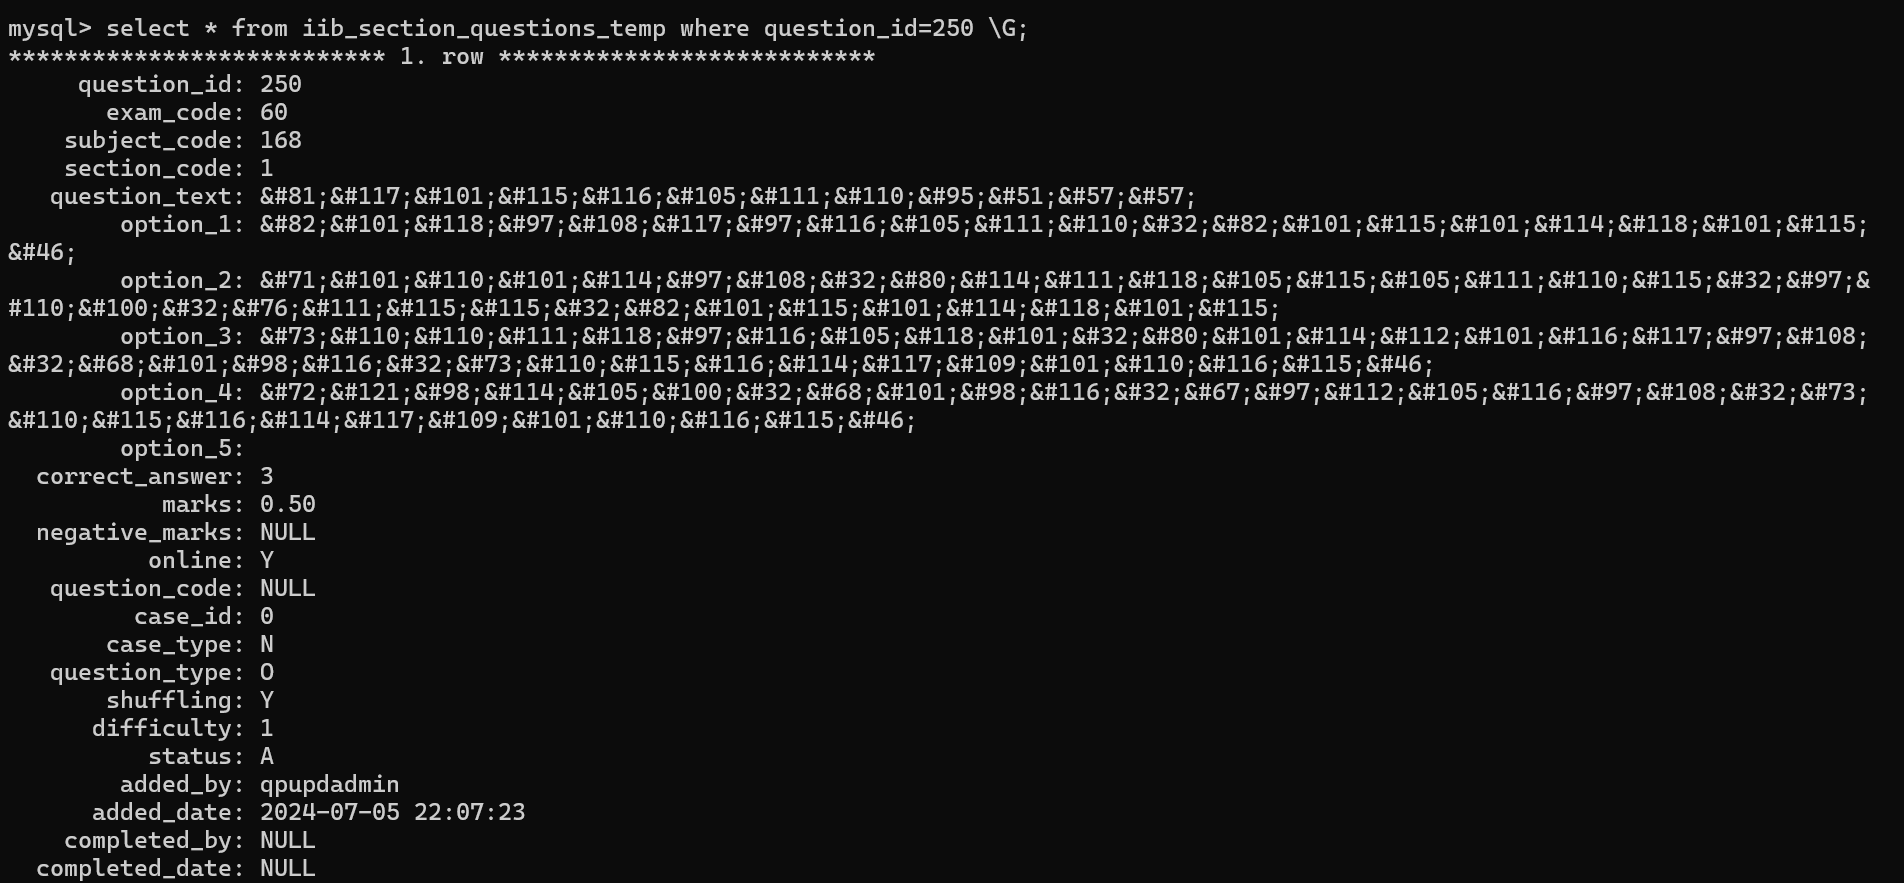 mysql> select * from iib_section_questions_temp where question_id=250 \G;
*************************** 1. row ***************************
question_id: 250
exam_code: 60
subject_code: 168
section_code: 1
question_text: &#81;&#117;&#101;&#115;&#116;&#105;&#111;&#110;&#95;&#51;&#57;&#57;
option_1: &#82;&#101;&#118;&#97;&#108;&#117;&#97;&#116;&#105;&#111;&#110;&#32;&#82;&#101;&#115;&#101;&#114;&#118;&#101;&#115;
&#46;
option_2: &#71;&#101;&#110;&#101;&#114;&#97;&#108;&#32;&#80;&#114;&#111;&#118;&#105;&#115;&#105;&#111;&#110;&#115;&#32;&#97;&
#110;&#100;&#32;&#76;&#111;&#115;&#115;&#32;&#82;&#101;&#115;&#101;&#114;&#118;&#101;&#115;
option_3: &#73;&#110;&#110;&#111;&#118;&#97;&#116;&#105;&#118;&#101;&#32;&#80;&#101;&#114;&#112;&#101;&#116;&#117;&#97;&#108;
&#32;&#68;&#101;&#98;&#116;&#32;&#73;&#110;&#115;&#116;&#114;&#117;&#109;&#101;&#110;&#116;&#115;&#46;
option_4: &#72;&#121;&#98;&#114;&#105;&#100;&#32;&#68;&#101;&#98;&#116;&#32;&#67;&#97;&#112;&#105;&#116;&#97;&#108;&#32;&#73;
&#110;&#115;&#116;&#114;&#117;&#109;&#101;&#110;&#116;&#115;&#46;
option_5:
correct_answer: 3
marks: 0.50
negative_marks: NULL
online: Y
question_code: NULL
case_id: 0
case_type: N
question_type: O
shuffling: Y
difficulty: 1
status: A
added_by: qpupdadmin
added_date: 2024-07-05 22:07:23
completed_by: NULL
completed_date: NULL